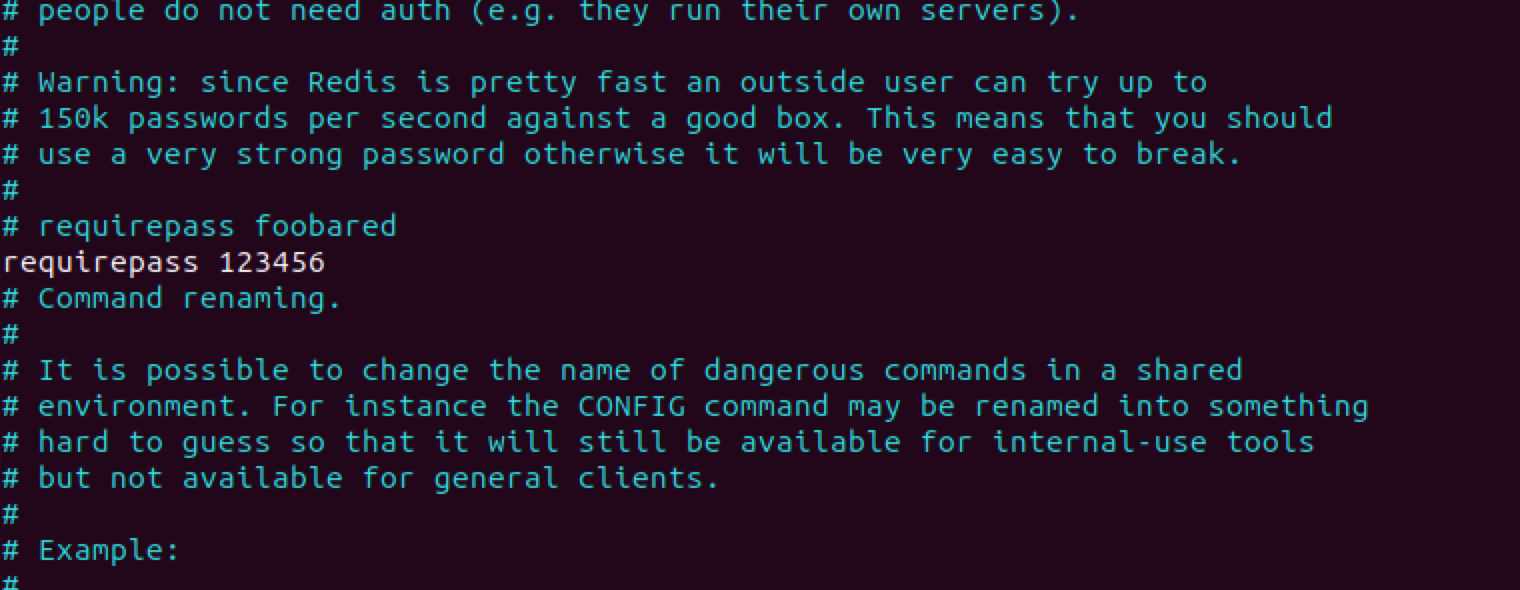 # people do not need auth (e.g. they run their own servers).
#
# Warning: since Redis is pretty fast an outside user can try up to
# 150k passwords per second against a good box. This means that you should
# use a very strong password otherwise it will be very easy to break.
#
# requirepass foobared
requirepass 123456
# Command renaming.
#
# It is possible to change the name of dangerous commands in a shared
# environment. For instance the CONFIG command may be renamed into something
# hard to guess so that it will still be available for internal-use tools
# but not available for general clients.
#
# Example:
#